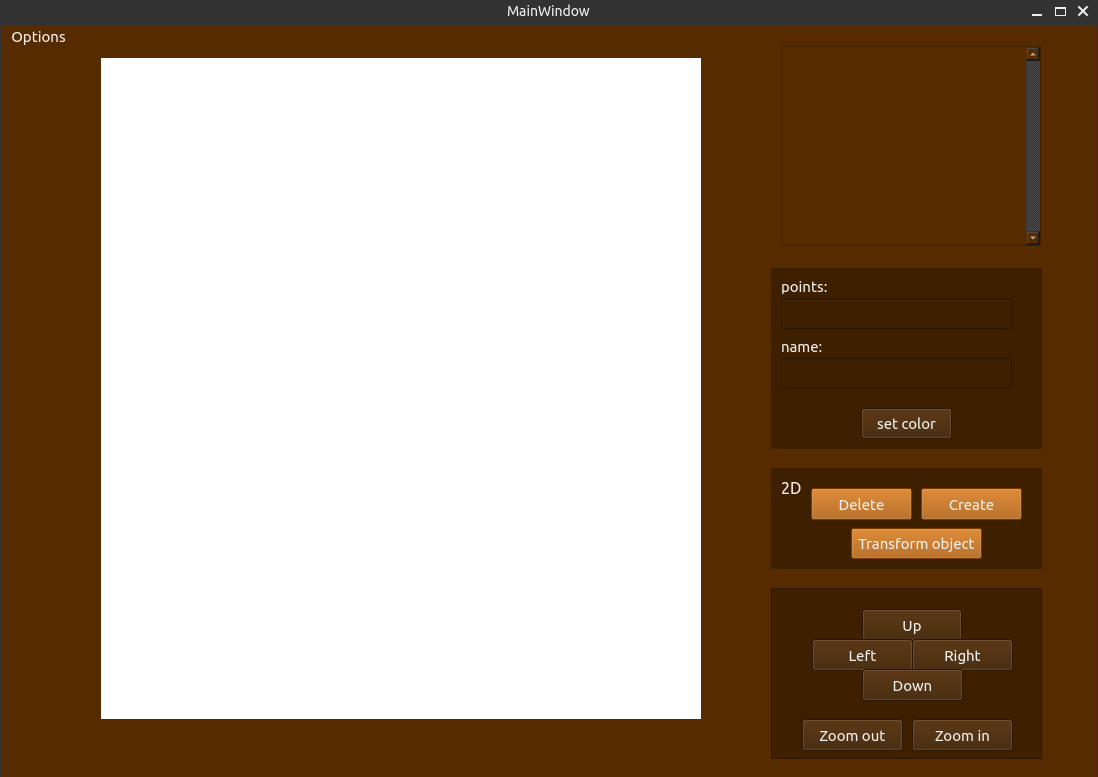 MainWindow
Options
points:
name:
set color
2D
Delete Create
Transform object
Up
Left Right
Down
Zoom out Zoom in